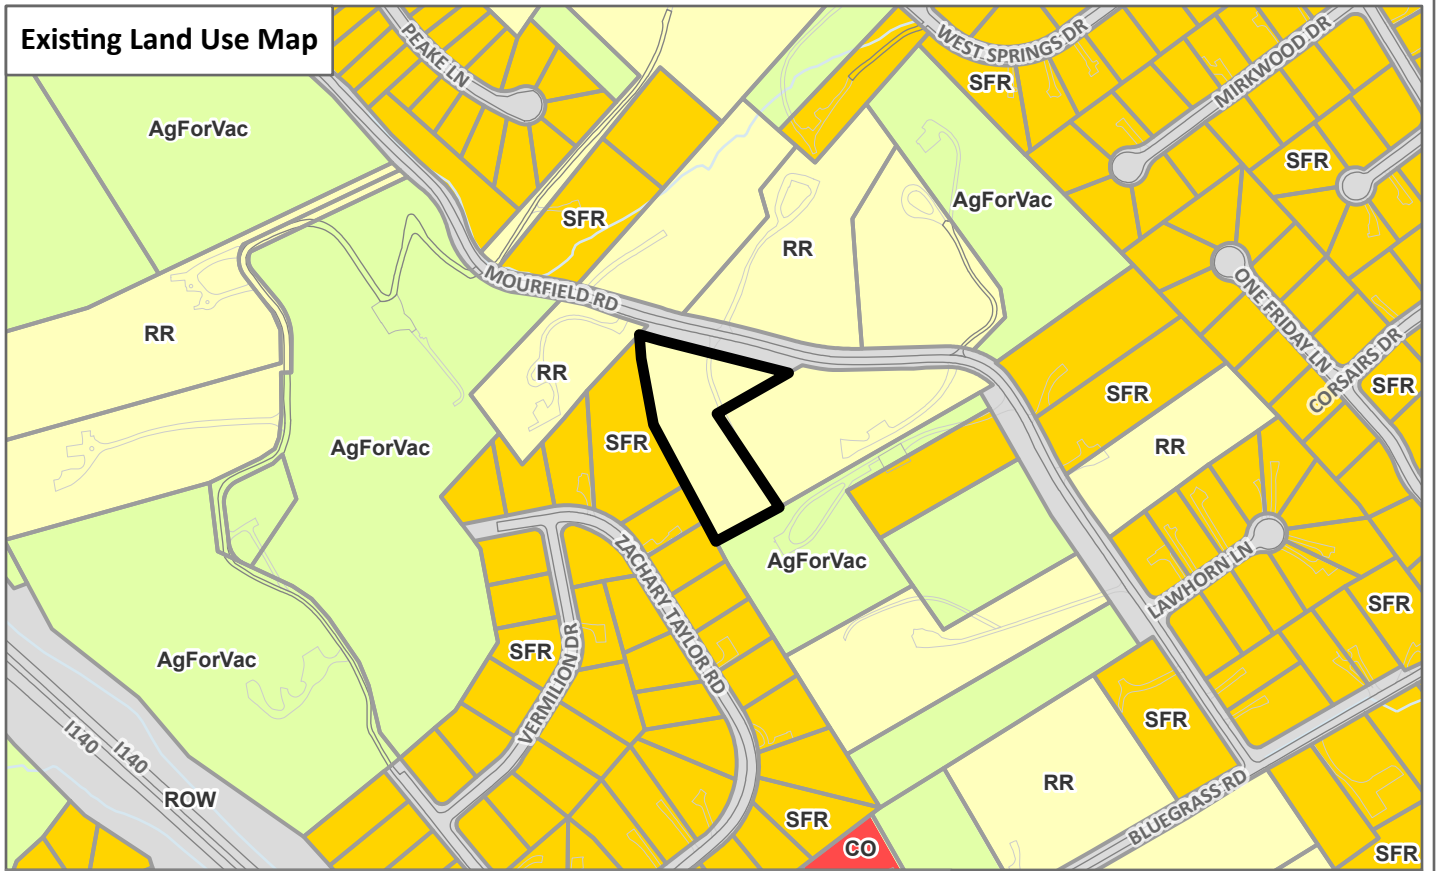 Existing Land Use Map
PEAKE LN
WEST SPRINGS DR
SFR
MIRKWOOD DR
AgForVac
SFR
AgForVac
SFR
RR
MOURFIELD RD
ONE FRIDAY LN
RR
RR
CORSAIRS DR
SFR
SFR
SFR
AgForVac
RR
ZACHARY TAYLOR RD
AgForVac
LAWHORN LN
SFR
VERMILION DR
SFR
AgForVac
SFR
I140
I140
ROW
RR
BLUEGRASS RD
SFR
CO
SFR